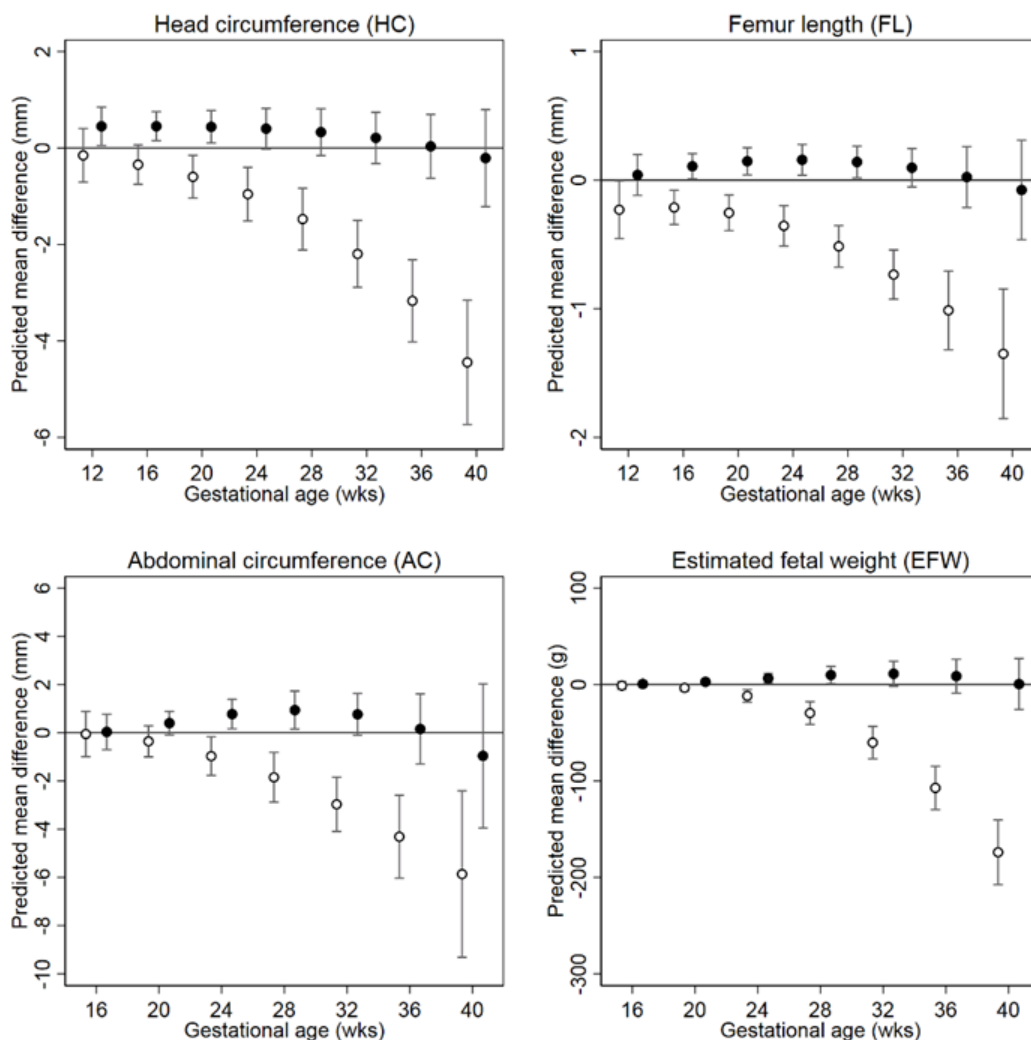 Head circumference (HC)
Predicted mean difference (mm)
2
0
-2
-4
-6
12 16 20 24 28 32 36 40
Gestational age (wks)
Femur length (FL)
Predicted mean difference (mm)
1
0
-1
-2
12 16 20 24 28 32 36 40
Gestational age (wks)
Abdominal circumference (AC)
Predicted mean difference (mm)
6
4
2
0
-2
-4
-6
-8
-10
16 20 24 28 32 36 40
Gestational age (wks)
Estimated fetal weight (EFW)
Predicted mean difference (g)
100
0
-100
-200
-300
16 20 24 28 32 36 40
Gestational age (wks)